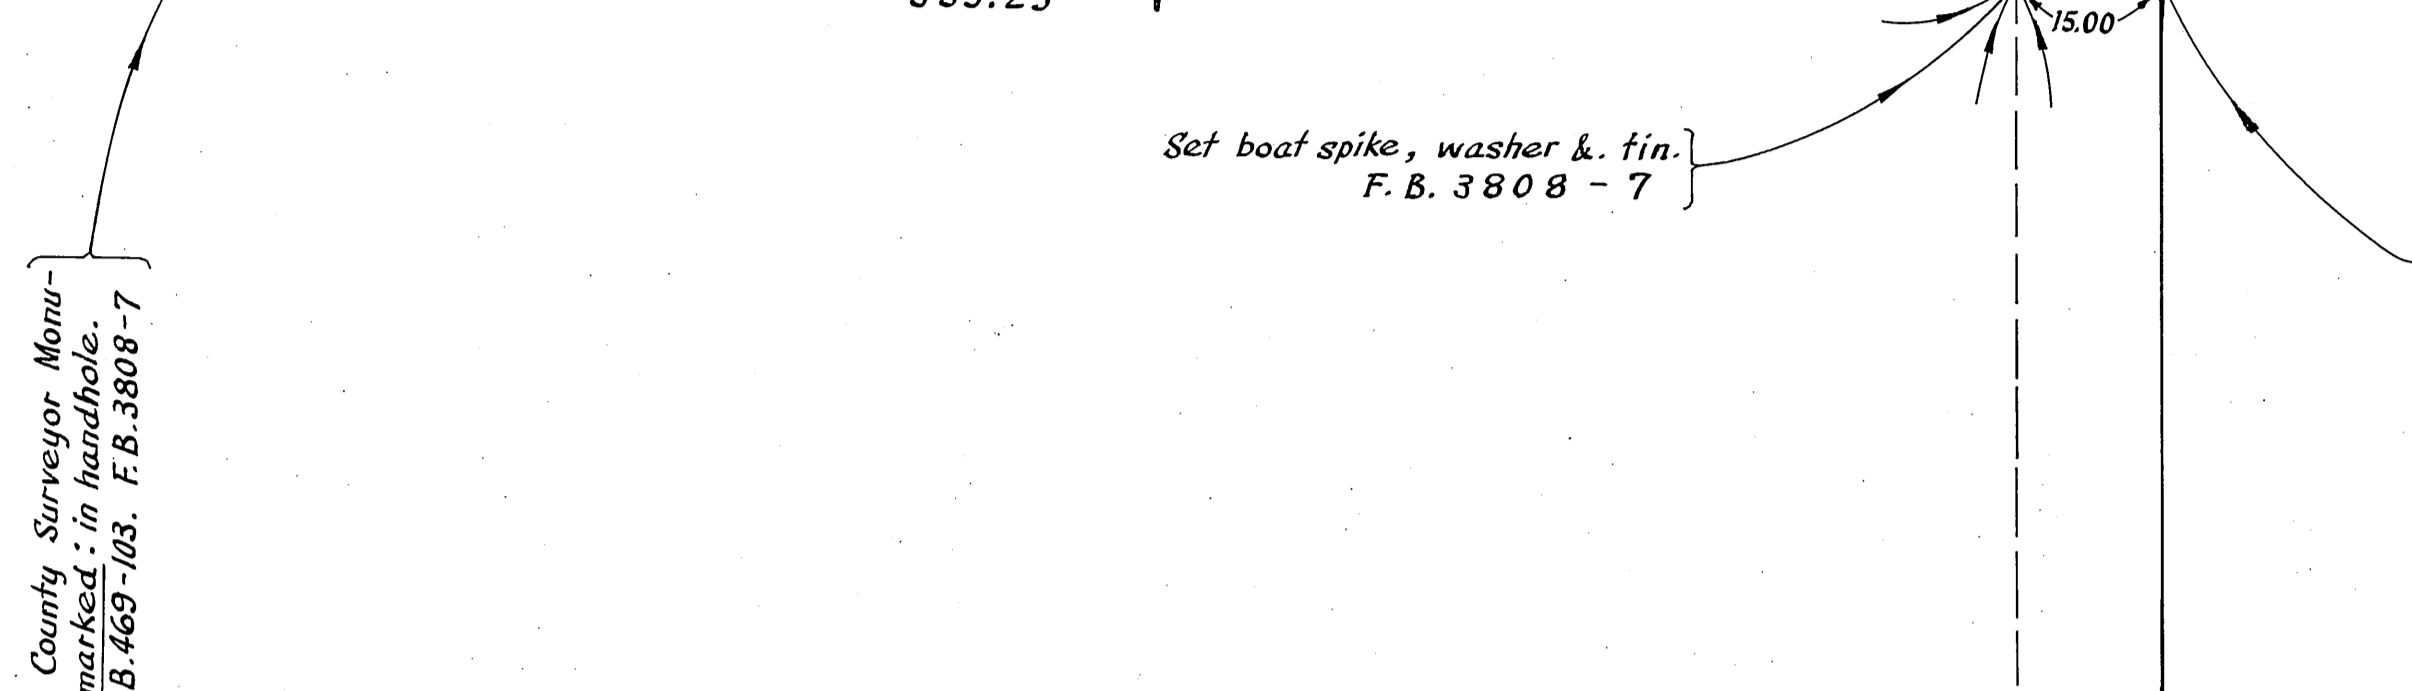 15.00
Set boat spike, washer &. tin.
F. B. 3808 - 7
County Surveyor Monu-
marked: in handhole.
B.469-103. F.B.3808-7